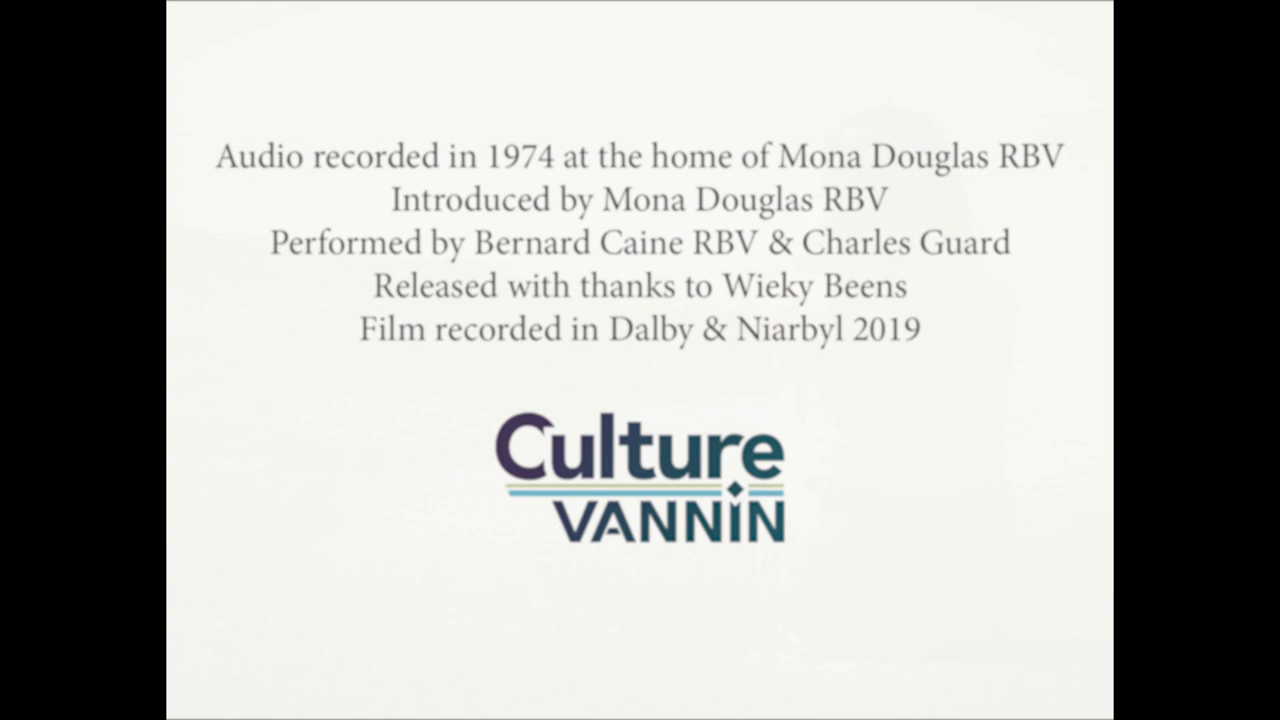 Audio recorded in 1974 at the home of Mona Douglas RBV
Introduced by Mona Douglas RBV
Performed by Bernard Caine RBV & Charles Guard
Released with thanks to Wieky Beens
Film recorded in Dalby & Niarbyl 2019
Culture
VANNIN